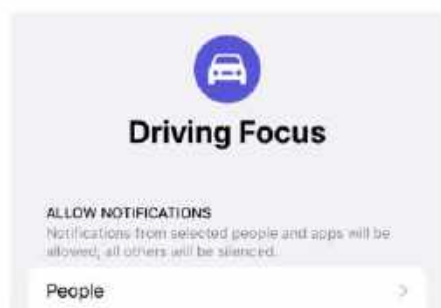 Driving Focus
ALLOW NOTIFICATIONS
Notifications from selected people and apps will be
allowed, all others will be silenced.
People